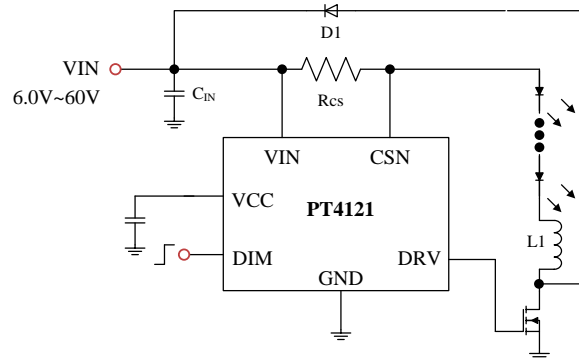 D1
VIN
6.0V~60V
CIN
Rcs
VIN
CSN
VCC
PT4121
L1
DIM
DRV
GND